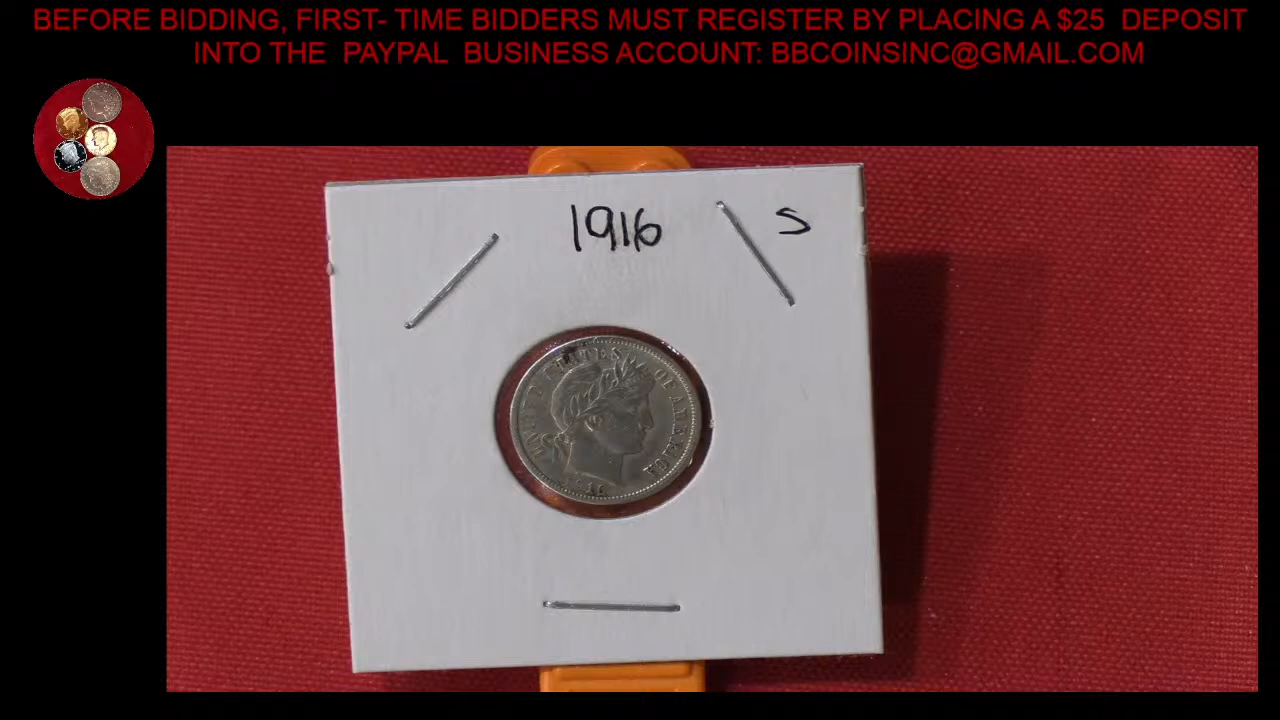 BEFORE BIDDING, FIRST- TIME BIDDERS MUST REGISTER BY PLACING A $25 DEPOSIT
INTO THE PAYPAL BUSINESS ACCOUNT: BBCOINSINC@GMAIL.COM
1916 S
UNITED STATES OF AMERICA
1916